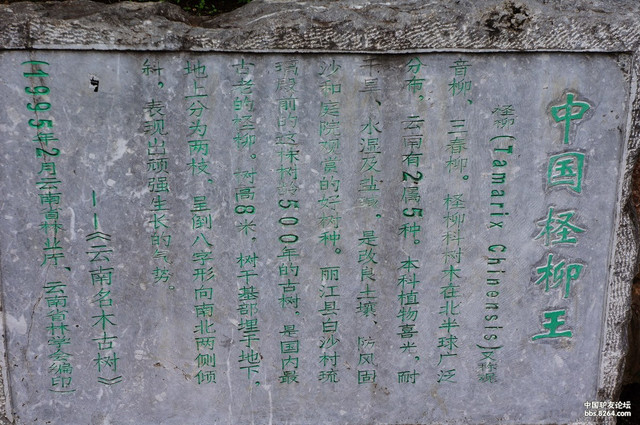 中国柽柳王
柽柳(Tamarix Chinensis)又称观
音柳，三春柳。柽柳科树木在北半球广泛
分布，云南有2属5种。本科植物喜光，耐
干旱、水湿及盐碱，是改良土壤、防风固
沙和庭院观赏的好树种。丽江县白沙村琉
璃殿前的这株树龄500年的古树，是国内最
古老的柽柳。树高8米，树干基部埋于地下，
地上分为两枝，呈倒八字形向南北两侧倾
斜，表现出顽强生长的气势。
——《云南名木古树》
(1995年2月云南省林业厅、云南省林学会编印)
中国驴友论坛
bbs.8264.com